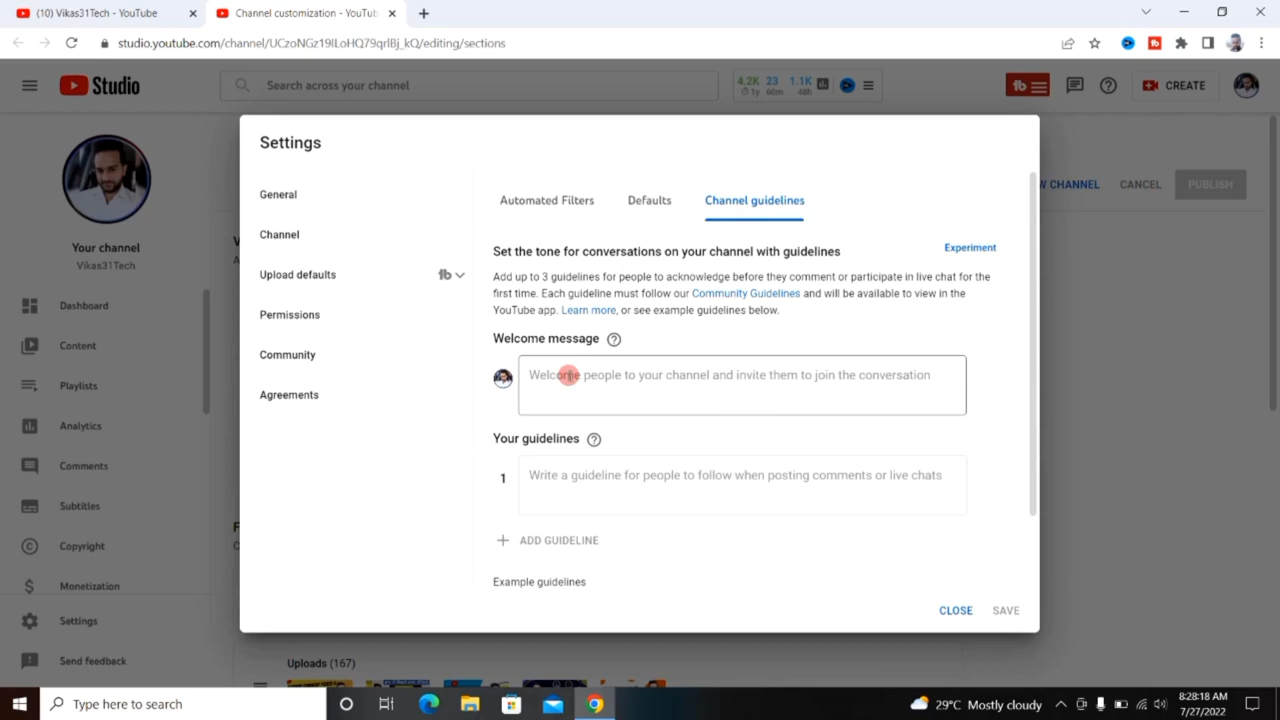 (10) Vikas31Tech - YouTube
Channel customization - YouTub
studio.youtube.com/channel/UCzoNGz19ILoHQ79qrlBj_kQ/editing/sections
Studio
Search across your channel
4.2K 23 1.1K
1y 60m 48h
CREATE
Settings
General
Channel
Upload defaults
Permissions
Community
Agreements
Automated Filters
Defaults
Channel guidelines
Set the tone for conversations on your channel with guidelines
Experiment
Add up to 3 guidelines for people to acknowledge before they comment or participate in live chat for the
first time. Each guideline must follow our Community Guidelines and will be available to view in the
YouTube app. Learn more, or see example guidelines below.
Welcome message
Welcome people to your channel and invite them to join the conversation
Your guidelines
1
Write a guideline for people to follow when posting comments or live chats
ADD GUIDELINE
Example guidelines
CLOSE
SAVE
W CHANNEL
CANCEL
PUBLISH
Your channel
Vikas31Tech
Dashboard
Content
Playlists
Analytics
Comments
Subtitles
Copyright
Monetization
Settings
Send feedback
Uploads (167)
Type here to search
29°C Mostly cloudy
8:28:18 AM
7/27/2022